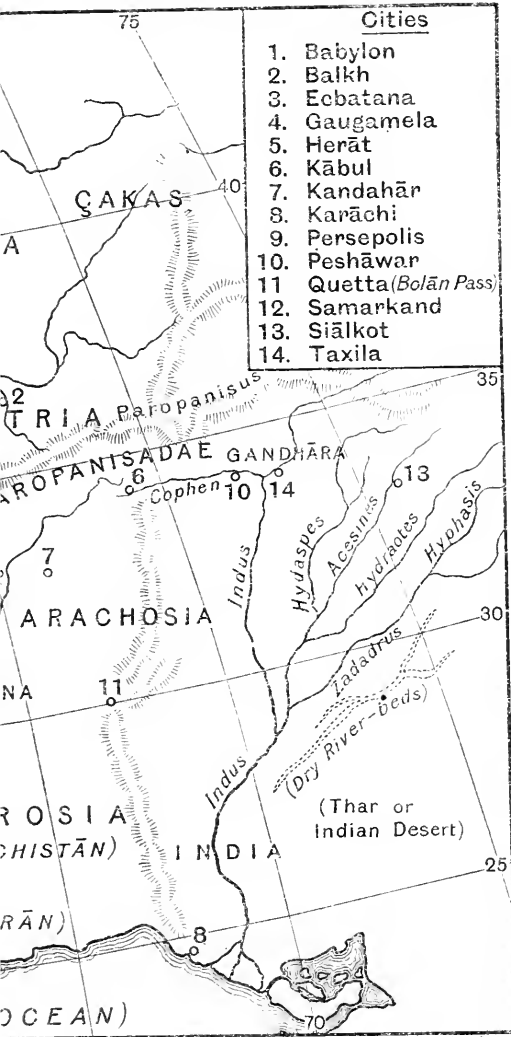 75
Cities
1. Babylon
2. Balkh
3. Ecbatana
4. Gaugamela
5. Herāt
6. Kābul
7. Kandahār
8. Karāchi
9. Persepolis
10. Peshāwar
11 Quetta (Bolān Pass)
12. Samarkand
13. Siālkot
14. Taxila
40
ÇAKAS
A
35
2
TRIA Paropanisus
AROPANISADAE GANDHĀRA
6 Cophen 10 14 13
7
Indus
Hydaspes
Acesines
Hydraotes
Hyphasis
ARACHOSIA
30
Zadadrus
NA
11
(Dry River-beds)
Indus
ROSIA
(Thar or
Indian Desert)
CHISTĀN)
INDIA
25
RĀN)
8
OCEAN)
70